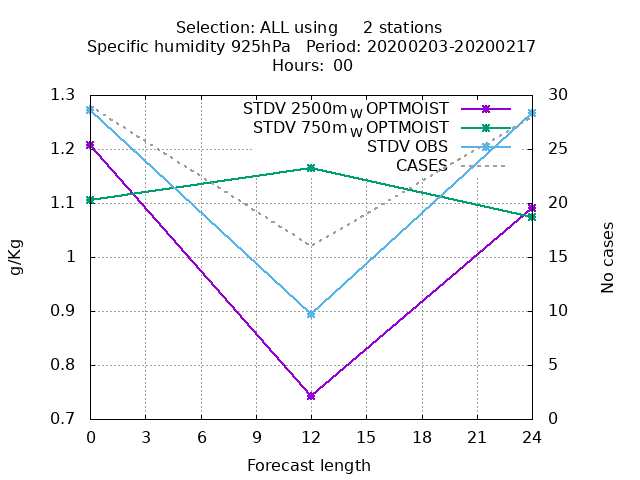 Selection: ALL using 2 stations
Specific humidity 925hPa Period: 20200203-20200217
Hours: 00
STDV 2500m_W OPTMOIST
STDV 750m_W OPTMOIST
STDV OBS
CASES
1.3
1.2
1.1
1
0.9
0.8
0.7
30
25
20
15
10
5
0
g/Kg
No cases
0 3 6 9 12 15 18 21 24
Forecast length